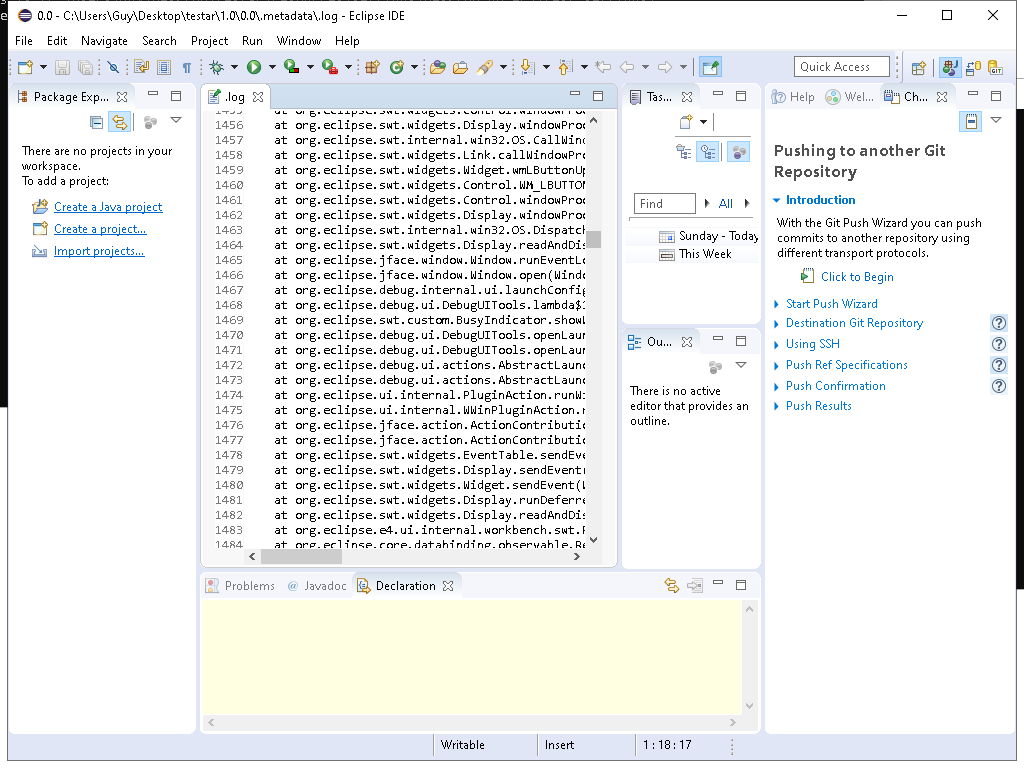 0.0 - C:\Users\Guy\Desktop\testar\1.0\0.0\.metadata\.log - Eclipse IDE
File Edit Navigate Search Project Run Window Help
Quick Access
Package Exp...
There are no projects in your
workspace.
To add a project:
Create a Java project
Create a project...
Import projects...
.log
1456 at org.eclipse.swt.widgets.Display.windowProc
1457 at org.eclipse.swt.internal.win32.OS.CallWin
1458 at org.eclipse.swt.widgets.Link.callWindowPro
1459 at org.eclipse.swt.widgets.Widget.wmLButtonUp
1460 at org.eclipse.swt.widgets.Control.WM_LBUTTON
1461 at org.eclipse.swt.widgets.Control.windowProc
1462 at org.eclipse.swt.widgets.Display.windowProc
1463 at org.eclipse.swt.internal.win32.OS.Dispatch
1464 at org.eclipse.swt.widgets.Display.readAndDis
1465 at org.eclipse.jface.window.Window.runEventLo
1466 at org.eclipse.jface.window.Window.open(Windo
1467 at org.eclipse.debug.internal.ui.launchConfig
1468 at org.eclipse.debug.ui.DebugUITools.lambda$
1469 at org.eclipse.swt.custom.BusyIndicator.showW
1470 at org.eclipse.debug.ui.DebugUITools.openLaun
1471 at org.eclipse.debug.ui.DebugUITools.openLaun
1472 at org.eclipse.debug.ui.actions.AbstractLaunc
1473 at org.eclipse.debug.ui.actions.AbstractLaunc
1474 at org.eclipse.ui.internal.PluginAction.runWi
1475 at org.eclipse.ui.internal.WWinPluginAction.r
1476 at org.eclipse.jface.action.ActionContributio
1477 at org.eclipse.jface.action.ActionContributio
1478 at org.eclipse.swt.widgets.EventTable.sendEve
1479 at org.eclipse.swt.widgets.Display.sendEvent(
1480 at org.eclipse.swt.widgets.Widget.sendEvent(W
1481 at org.eclipse.swt.widgets.Display.runDeferre
1482 at org.eclipse.swt.widgets.Display.readAndDis
1483 at org.eclipse.e4.ui.internal.workbench.swt.P
1484 at org.eclipse.core.databinding.observable.Re
Tas...
Find All
Sunday - Today
This Week
Ou...
There is no active
editor that provides an
outline.
Help Wel... Ch...
Pushing to another Git
Repository
Introduction
With the Git Push Wizard you can push
commits to another repository using
different transport protocols.
Click to Begin
Start Push Wizard
Destination Git Repository
Using SSH
Push Ref Specifications
Push Confirmation
Push Results
Problems @ Javadoc Declaration
Writable Insert 1 : 18 : 17